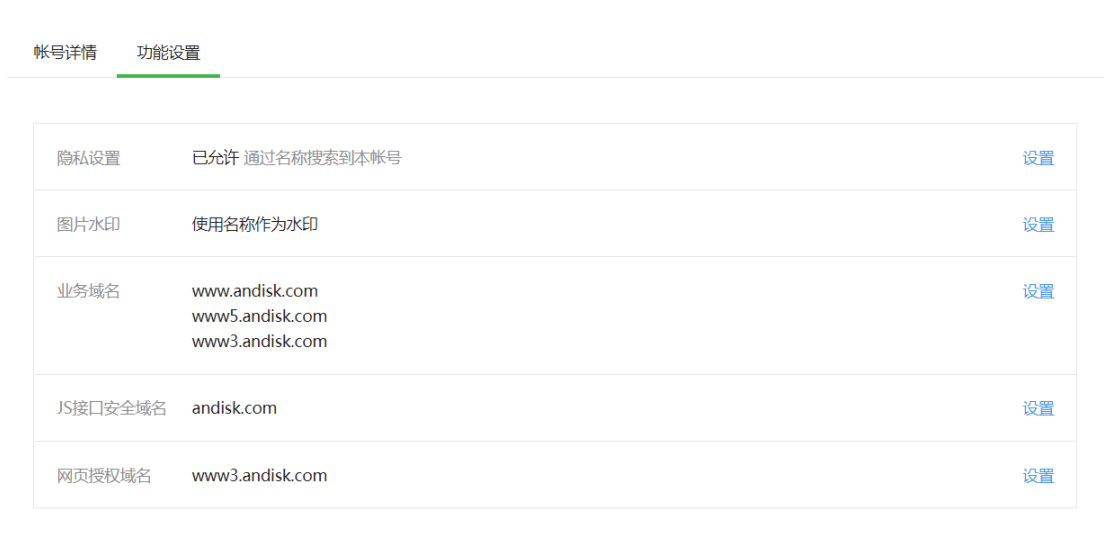 帐号详情 功能设置
隐私设置 已允许 通过名称搜索到本帐号 设置
图片水印 使用名称作为水印 设置
业务域名 www.andisk.com 设置
www5.andisk.com
www3.andisk.com
JS接口安全域名 andisk.com 设置
网页授权域名 www3.andisk.com 设置